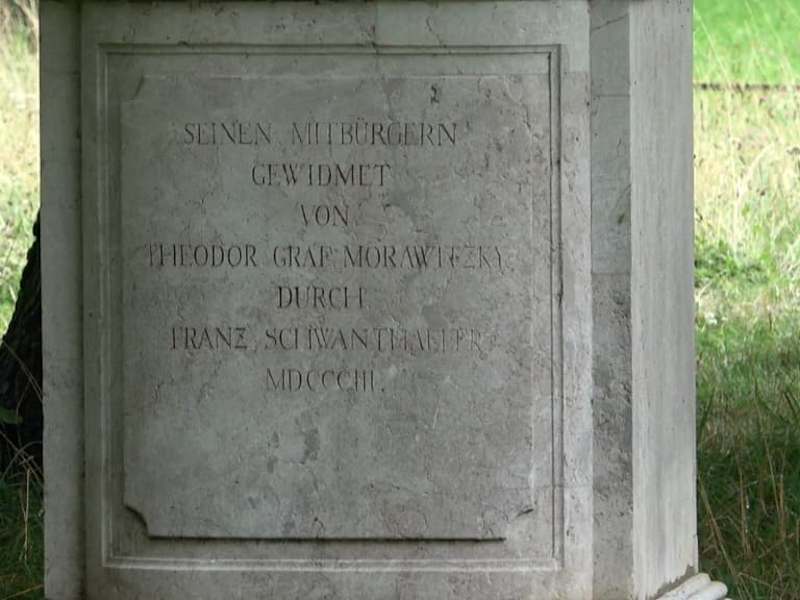 SEINEN MITBÜRGERN
GEWIDMET
VON
THEODOR GRAF MORAWITZKY
DURCH
FRANZ SCHWANTHALER
MDCCCIII.